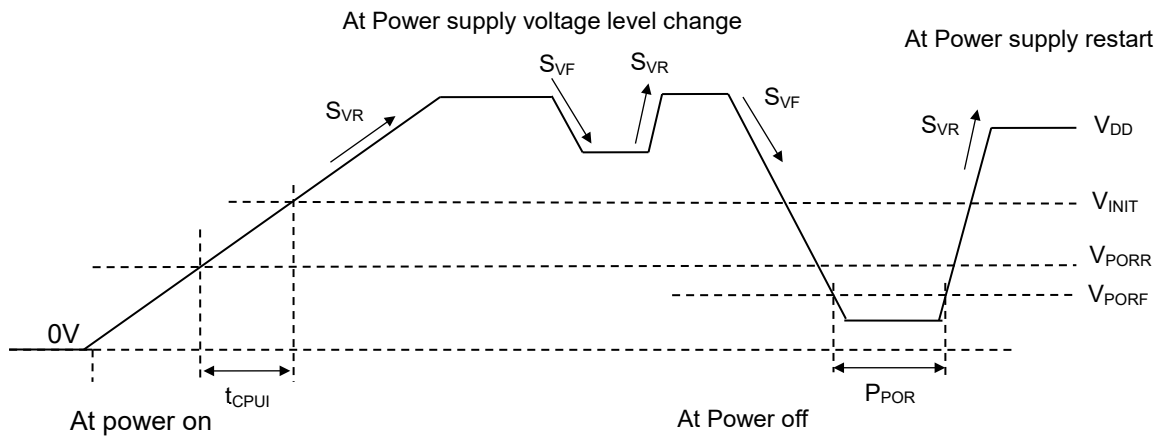 At Power supply voltage level change
At Power supply restart
SVF
SVR
SVR
SVF
SVR
VDD
VINIT
VPORR
VPORF
0V
tCPUI
PPOR
At power on
At Power off